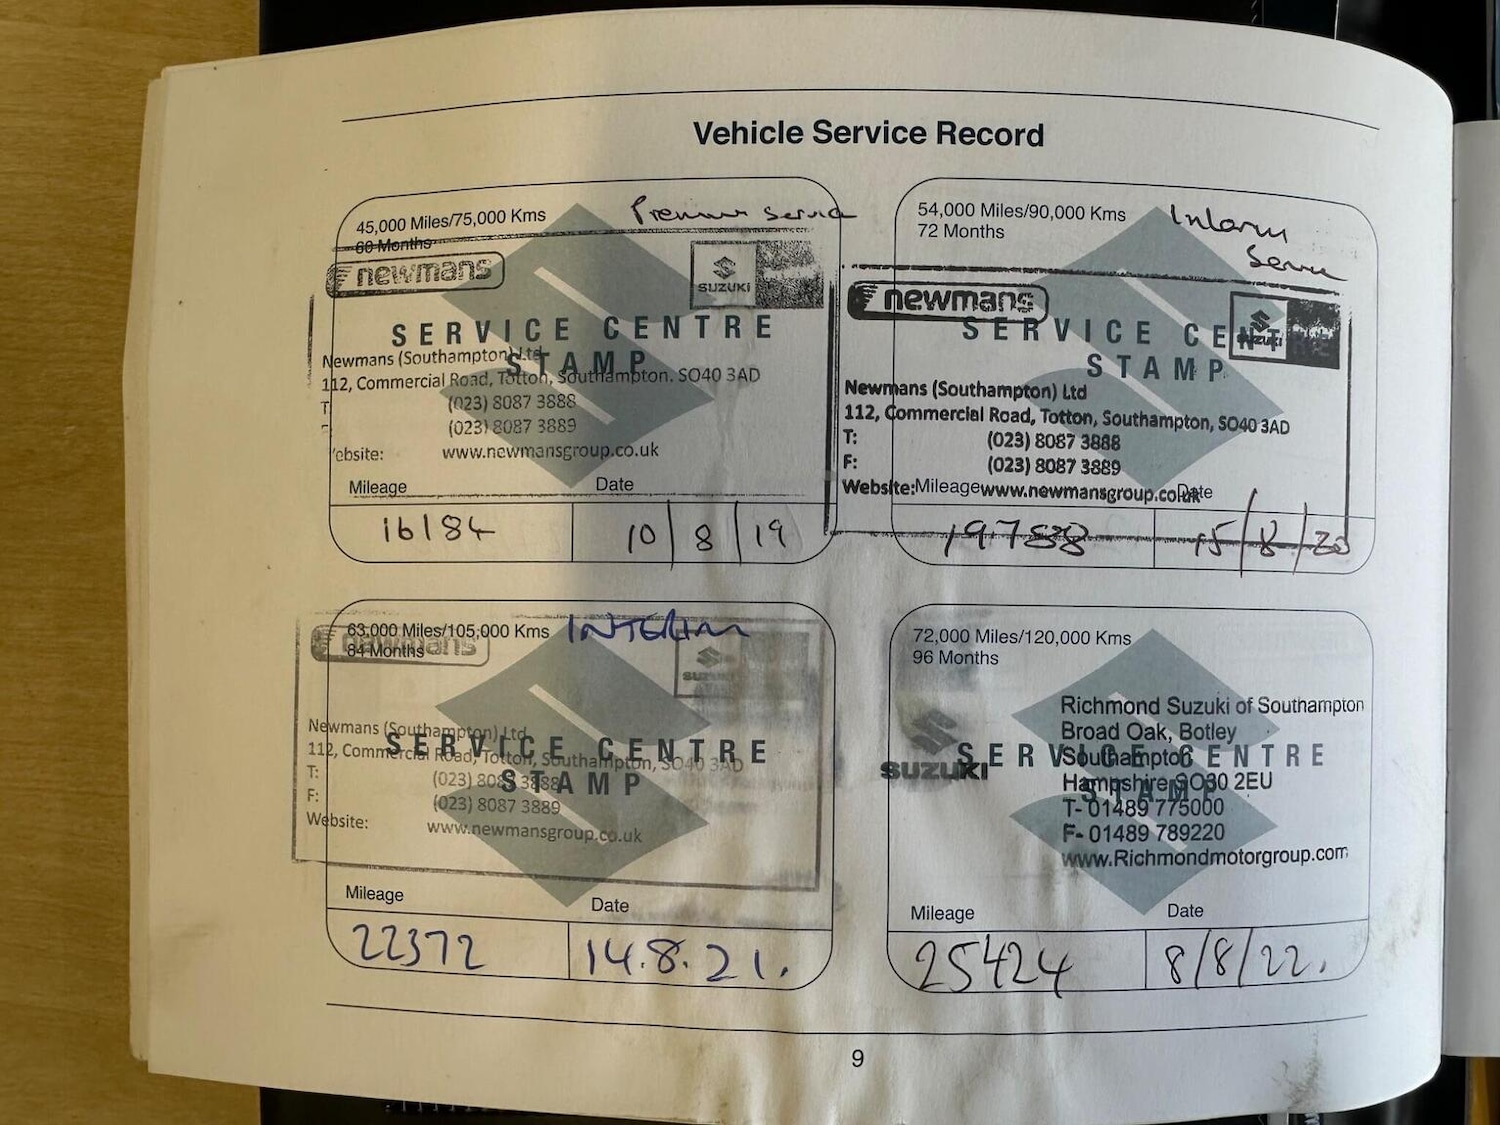 Vehicle Service Record
45,000 Miles/75,000 Kms
60 Months
newmans
SUZUKI
SERVICE CENTRE
STAMP
Newmans (Southampton) Ltd
112, Commercial Road, Totton, Southampton. SO40 3AD
T
(023) 8087 3888
(023) 8087 3889
ebsite: www.newmansgroup.co.uk
Mileage Date
16184 10/8/19
54,000 Miles/90,000 Kms
72 Months
newmans
SUZUKI
SERVICE CENT
STAMP
Newmans (Southampton) Ltd
112, Commercial Road, Totton, Southampton, SO40 3AD
T: (023) 8087 3888
F: (023) 8087 3889
Website: www.newmansgroup.co.uk
Mileage Date
19788 15/8/20
63,000 Miles/105,000 Kms INTERIM
84 Months
newmans
SUZUKI
Newmans (Southampton) Ltd
SERVICE CENTRE
STAMP
112, Commercial Road, Totton, Southampton, SO40 3AD
T: (023) 8087 3888
F: (023) 8087 3889
Website: www.newmansgroup.co.uk
Mileage Date
22372 14.8.21.
72,000 Miles/120,000 Kms
96 Months
SUZUKI
SERVICE CENTRE
STAMP
Richmond Suzuki of Southampton
Broad Oak, Botley
Southampton
Hampshire SO30 2EU
T- 01489 775000
F- 01489 789220
www.Richmondmotorgroup.com
Mileage Date
25424 8/8/22.
9